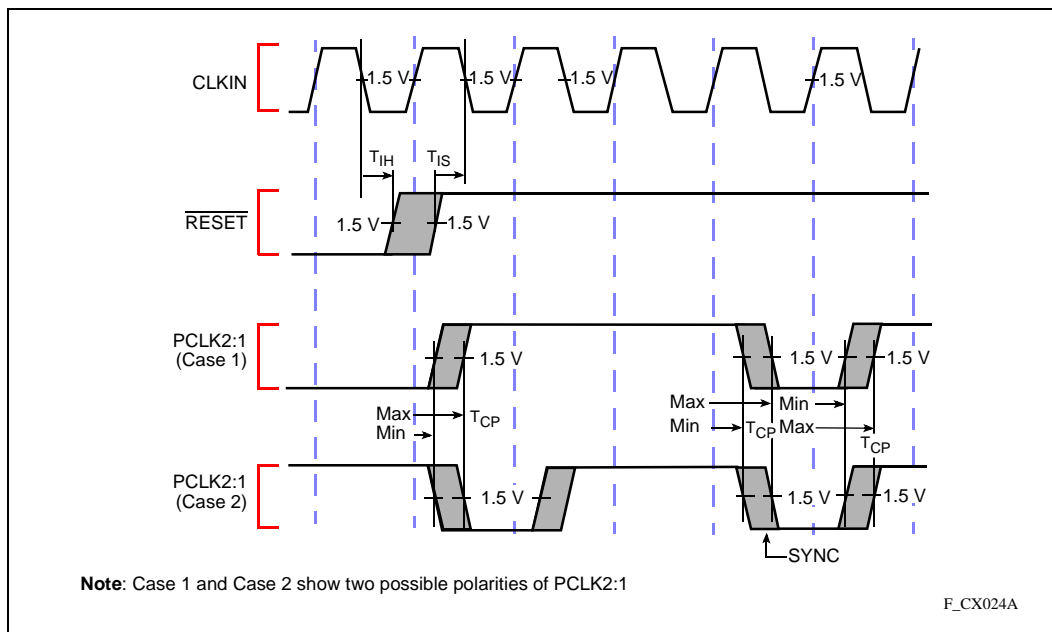 CLKIN
1.5 V
1.5 V
1.5 V
1.5 V
TIH
TIS
RESET
1.5 V
1.5 V
PCLK2:1
(Case 1)
1.5 V
1.5 V
1.5 V
Max
Min
TCP
Max
Min
Min
TCP
Max
TCP
PCLK2:1
(Case 2)
1.5 V
1.5 V
1.5 V
SYNC
Note: Case 1 and Case 2 show two possible polarities of PCLK2:1
F_CX024A